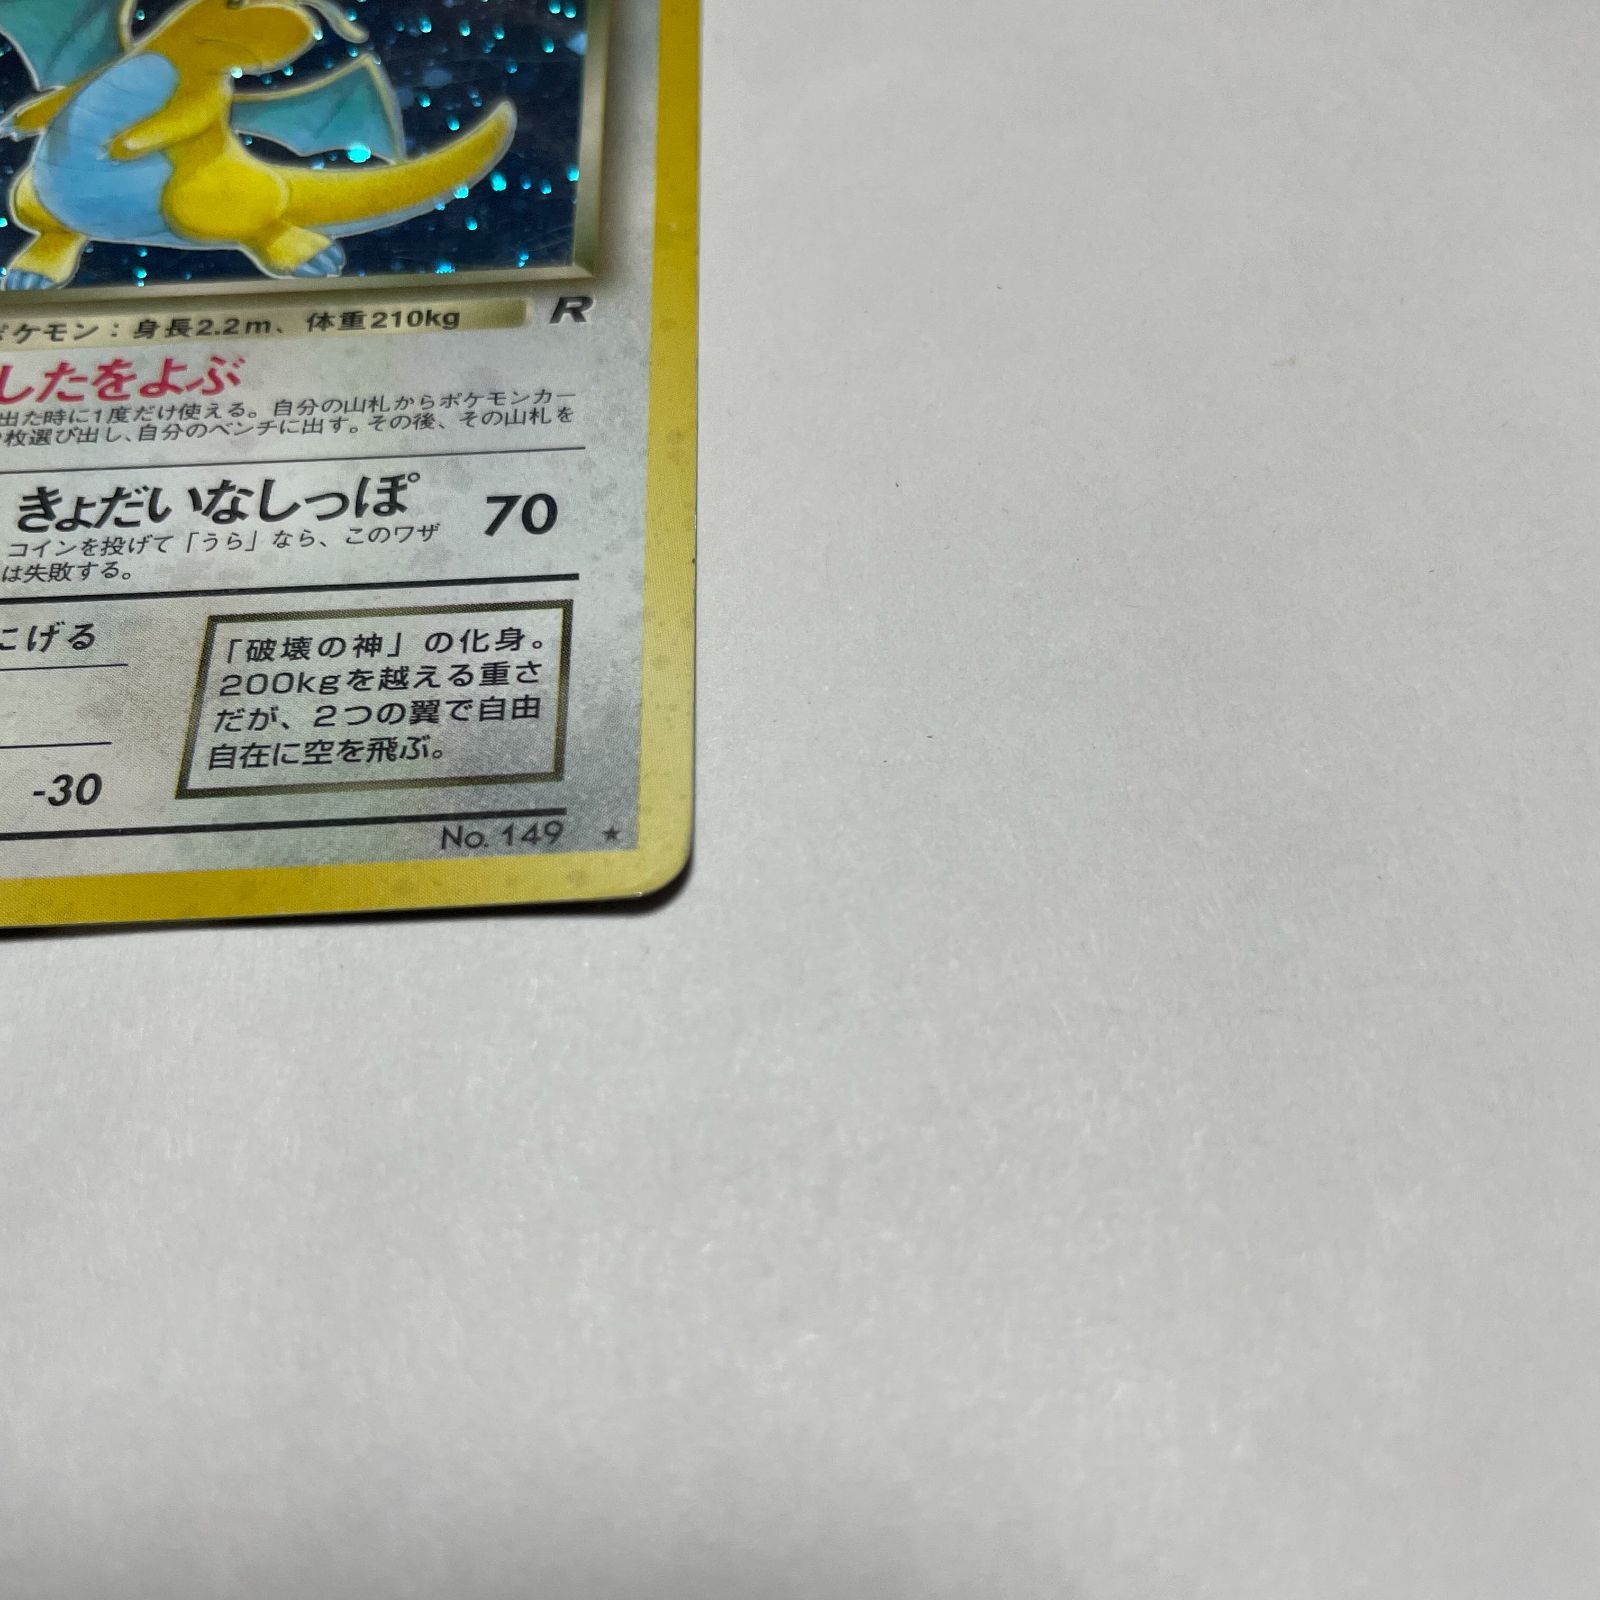 ポケモン：身長2.2m、体重210kg
R
したをよぶ
出た時に1度だけ使える。自分の山札からポケモンカー
枚選び出し、自分のベンチに出す。その後、その山札を
きょだいなしっぽ 70
コインを投げて「うら」なら、このワザ
は失敗する。
にげる
-30
「破壊の神」の化身。
200kgを越える重さ
だが、2つの翼で自由
自在に空を飛ぶ。
No. 149 ★